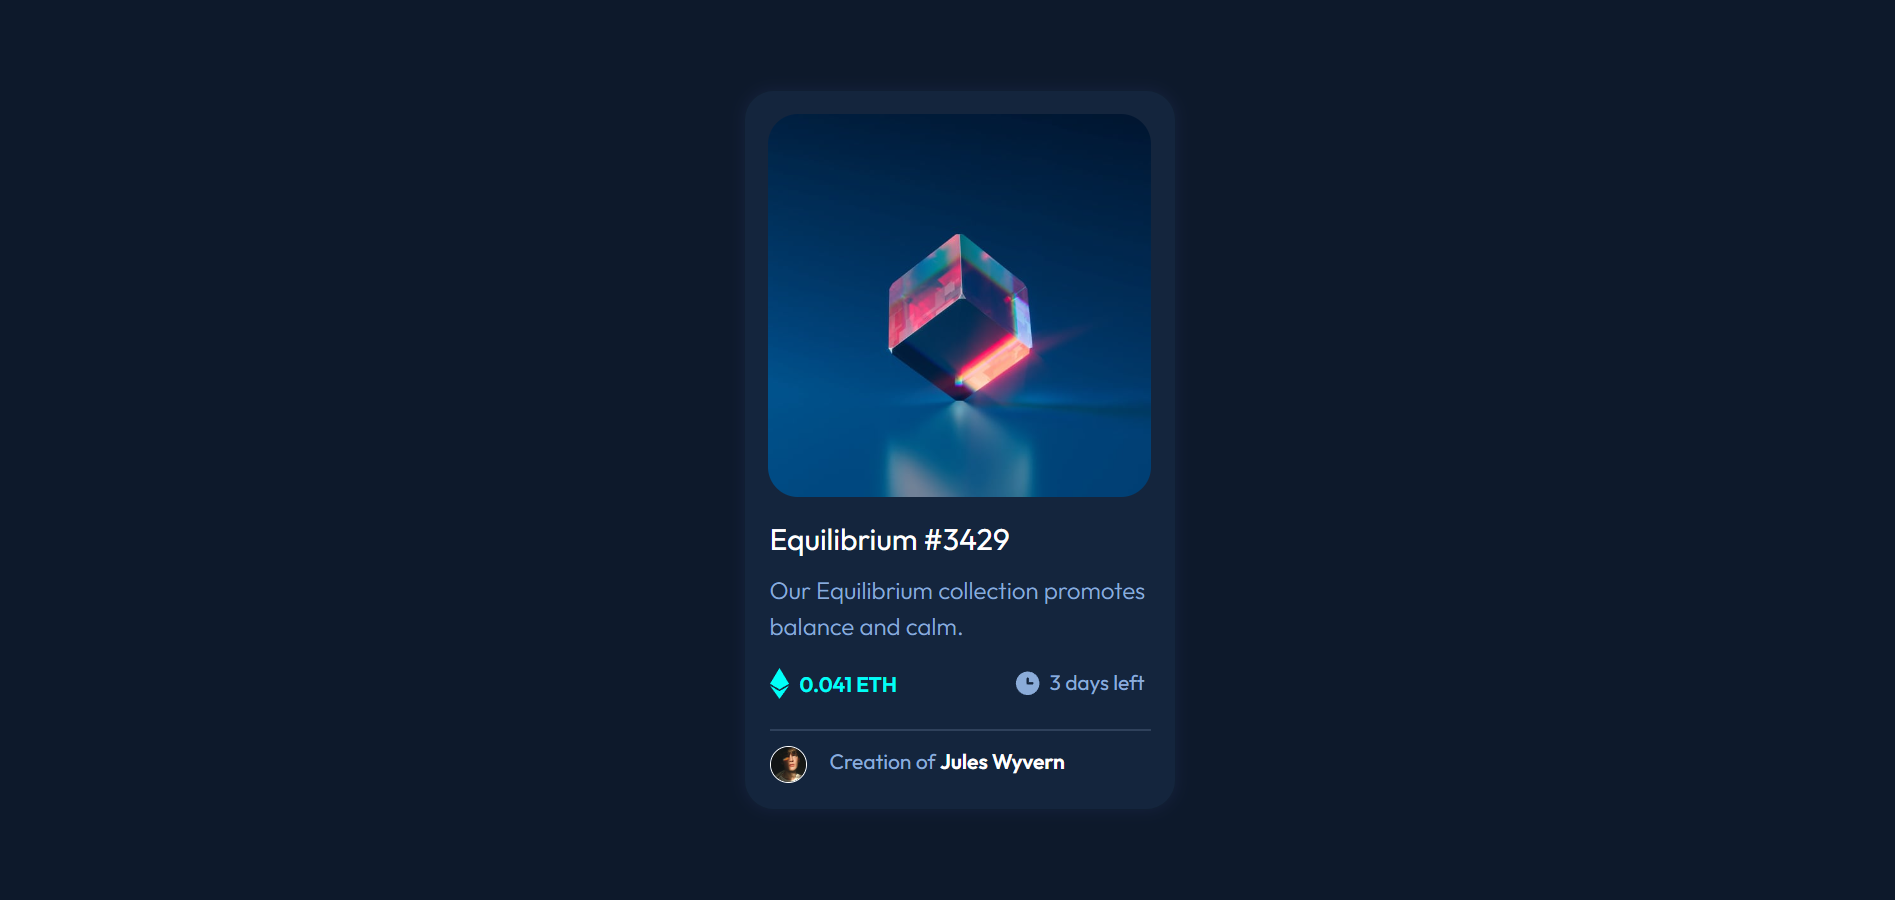 Equilibrium #3429
Our Equilibrium collection promotes
balance and calm.
0.041 ETH
3 days left
Creation of Jules Wyvern